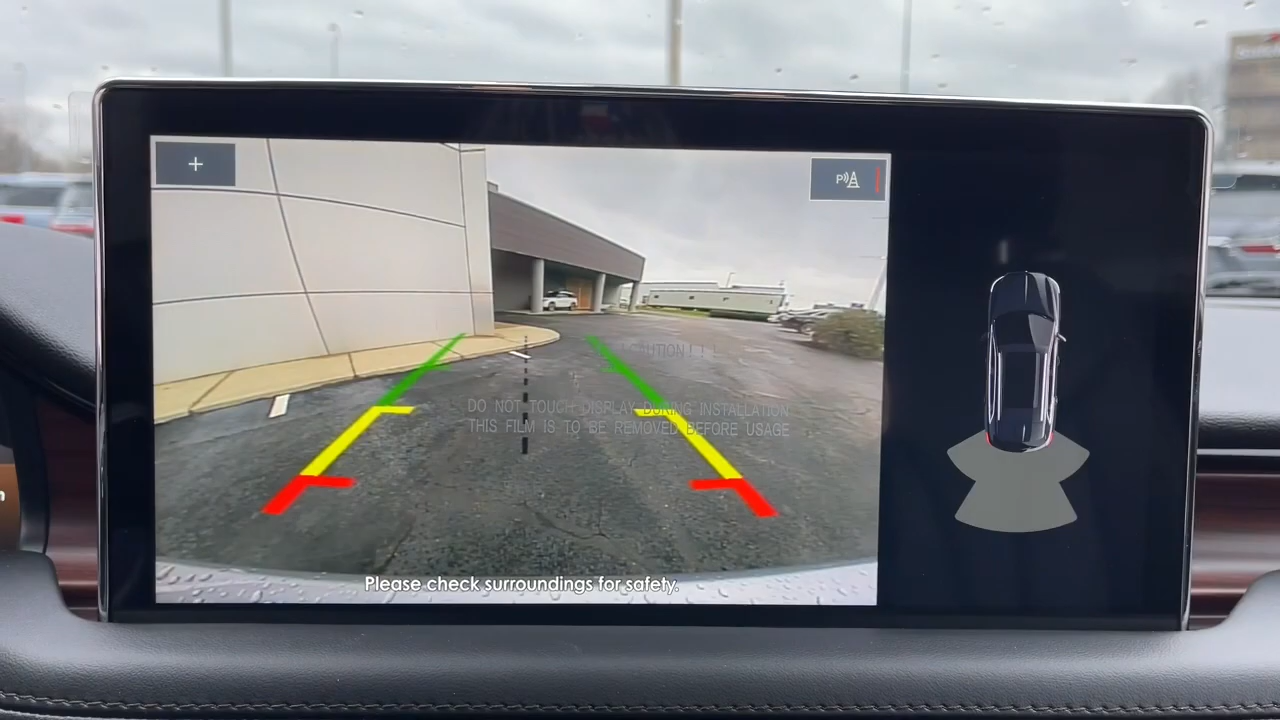 +
P
! CAUTION ! ! !
DO NOT TOUCH DISPLAY DURING INSTALLATION
THIS FILM IS TO BE REMOVED BEFORE USAGE
Please check surroundings for safety.